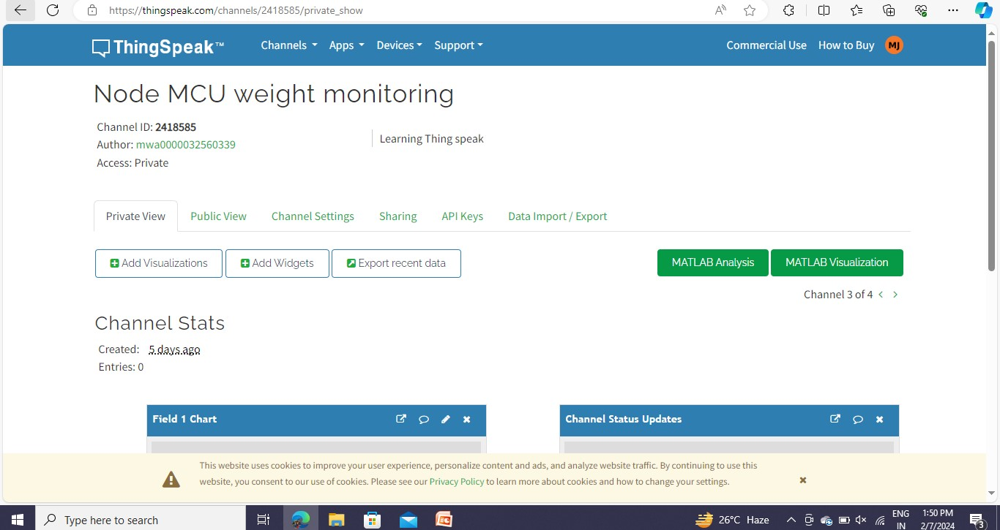 https://thingspeak.com/channels/2418585/private_show
ThingSpeak™ Channels Apps Devices Support Commercial Use How to Buy MJ
Node MCU weight monitoring
Channel ID: 2418585
Author: mwa0000032560339
Access: Private
Learning Thing speak
Private View Public View Channel Settings Sharing API Keys Data Import / Export
Add Visualizations Add Widgets Export recent data MATLAB Analysis MATLAB Visualization
Channel 3 of 4 < >
Channel Stats
Created: 5 days ago
Entries: 0
Field 1 Chart
Channel Status Updates
This website uses cookies to improve your user experience, personalize content and ads, and analyze website traffic. By continuing to use this
website, you consent to our use of cookies. Please see our Privacy Policy to learn more about cookies and how to change your settings.
Type here to search
26°C Haze
ENG
IN
1:50 PM
2/7/2024
3